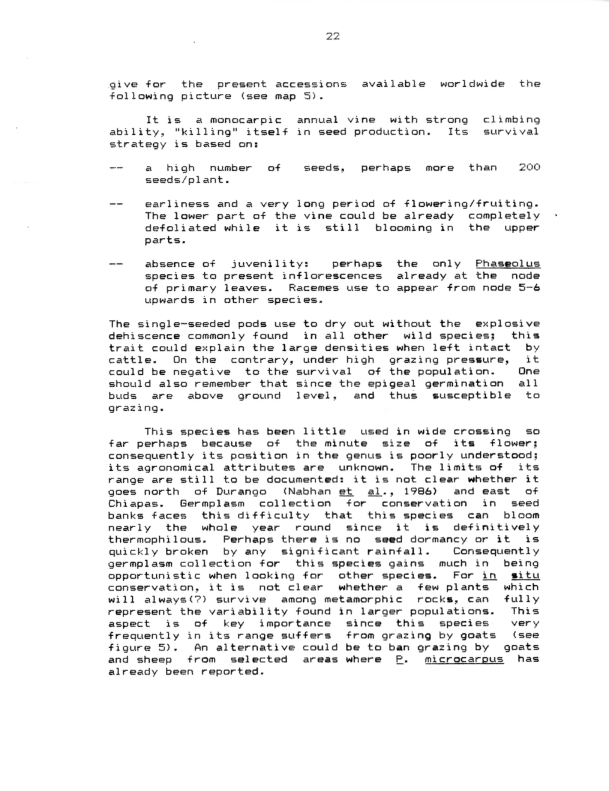 22
give for the present accessions available worldwide the
following picture (see map 5).
It is a monocarpic annual vine with strong climbing
ability, "killing" itself in seed production. Its survival
strategy is based on:
-- a high number of seeds, perhaps more than 200
seeds/plant.
-- earliness and a very long period of flowering/fruiting.
The lower part of the vine could be already completely
defoliated while it is still blooming in the upper
parts.
-- absence of juvenility: perhaps the only Phaseolus
species to present inflorescences already at the node
of primary leaves. Racemes use to appear from node 5-6
upwards in other species.
The single-seeded pods use to dry out without the explosive
dehiscence commonly found in all other wild species; this
trait could explain the large densities when left intact by
cattle. On the contrary, under high grazing pressure, it
could be negative to the survival of the population. One
should also remember that since the epigeal germination all
buds are above ground level, and thus susceptible to
grazing.
This species has been little used in wide crossing so
far perhaps because of the minute size of its flower;
consequently its position in the genus is poorly understood;
its agronomical attributes are unknown. The limits of its
range are still to be documented: it is not clear whether it
goes north of Durango (Nabhan et al., 1986) and east of
Chiapas. Germplasm collection for conservation in seed
banks faces this difficulty that this species can bloom
nearly the whole year round since it is definitively
thermophilous. Perhaps there is no seed dormancy or it is
quickly broken by any significant rainfall. Consequently
germplasm collection for this species gains much in being
opportunistic when looking for other species. For in situ
conservation, it is not clear whether a few plants which
will always(?) survive among metamorphic rocks, can fully
represent the variability found in larger populations. This
aspect is of key importance since this species very
frequently in its range suffers from grazing by goats (see
figure 5). An alternative could be to ban grazing by goats
and sheep from selected areas where P. microcarpus has
already been reported.